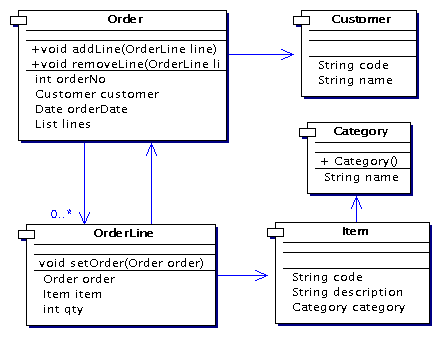 Order
+void addLine(OrderLine line)
+void removeLine(OrderLine li
int orderNo
Customer customer
Date orderDate
List lines
Customer
String code
String name
Category
+ Category()
String name
0..*
OrderLine
void setOrder(Order order)
Order order
Item item
int qty
Item
String code
String description
Category category